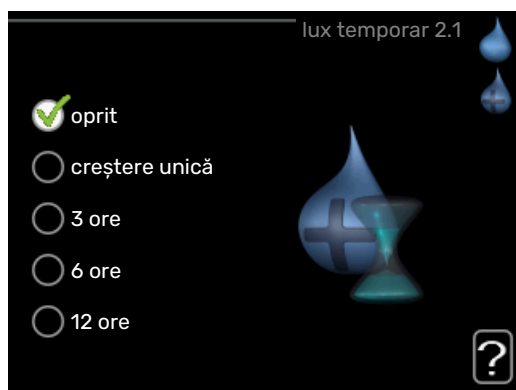 lux temporar 2.1
oprit
creștere unică
3 ore
6 ore
12 ore
?